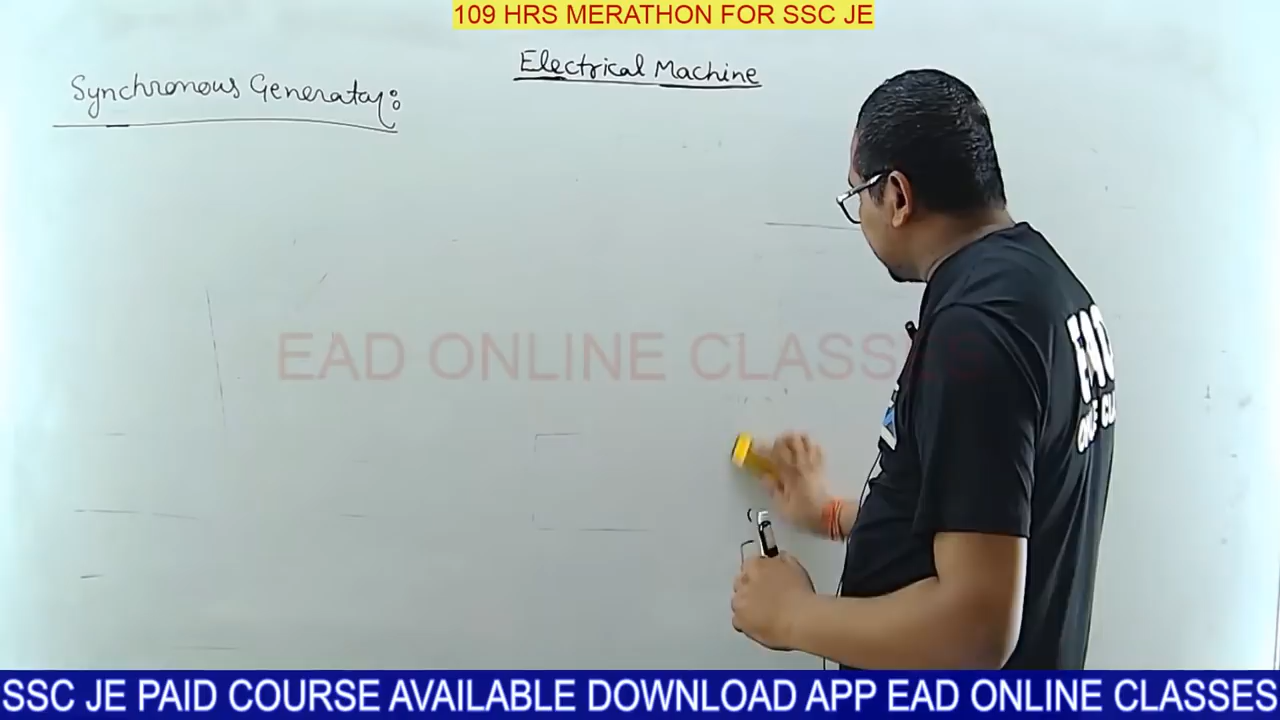 109 HRS MERATHON FOR SSC JE
Electrical Machine
Synchronous Generator:
EAD ONLINE CLASSES
SSC JE PAID COURSE AVAILABLE DOWNLOAD APP EAD ONLINE CLASSES